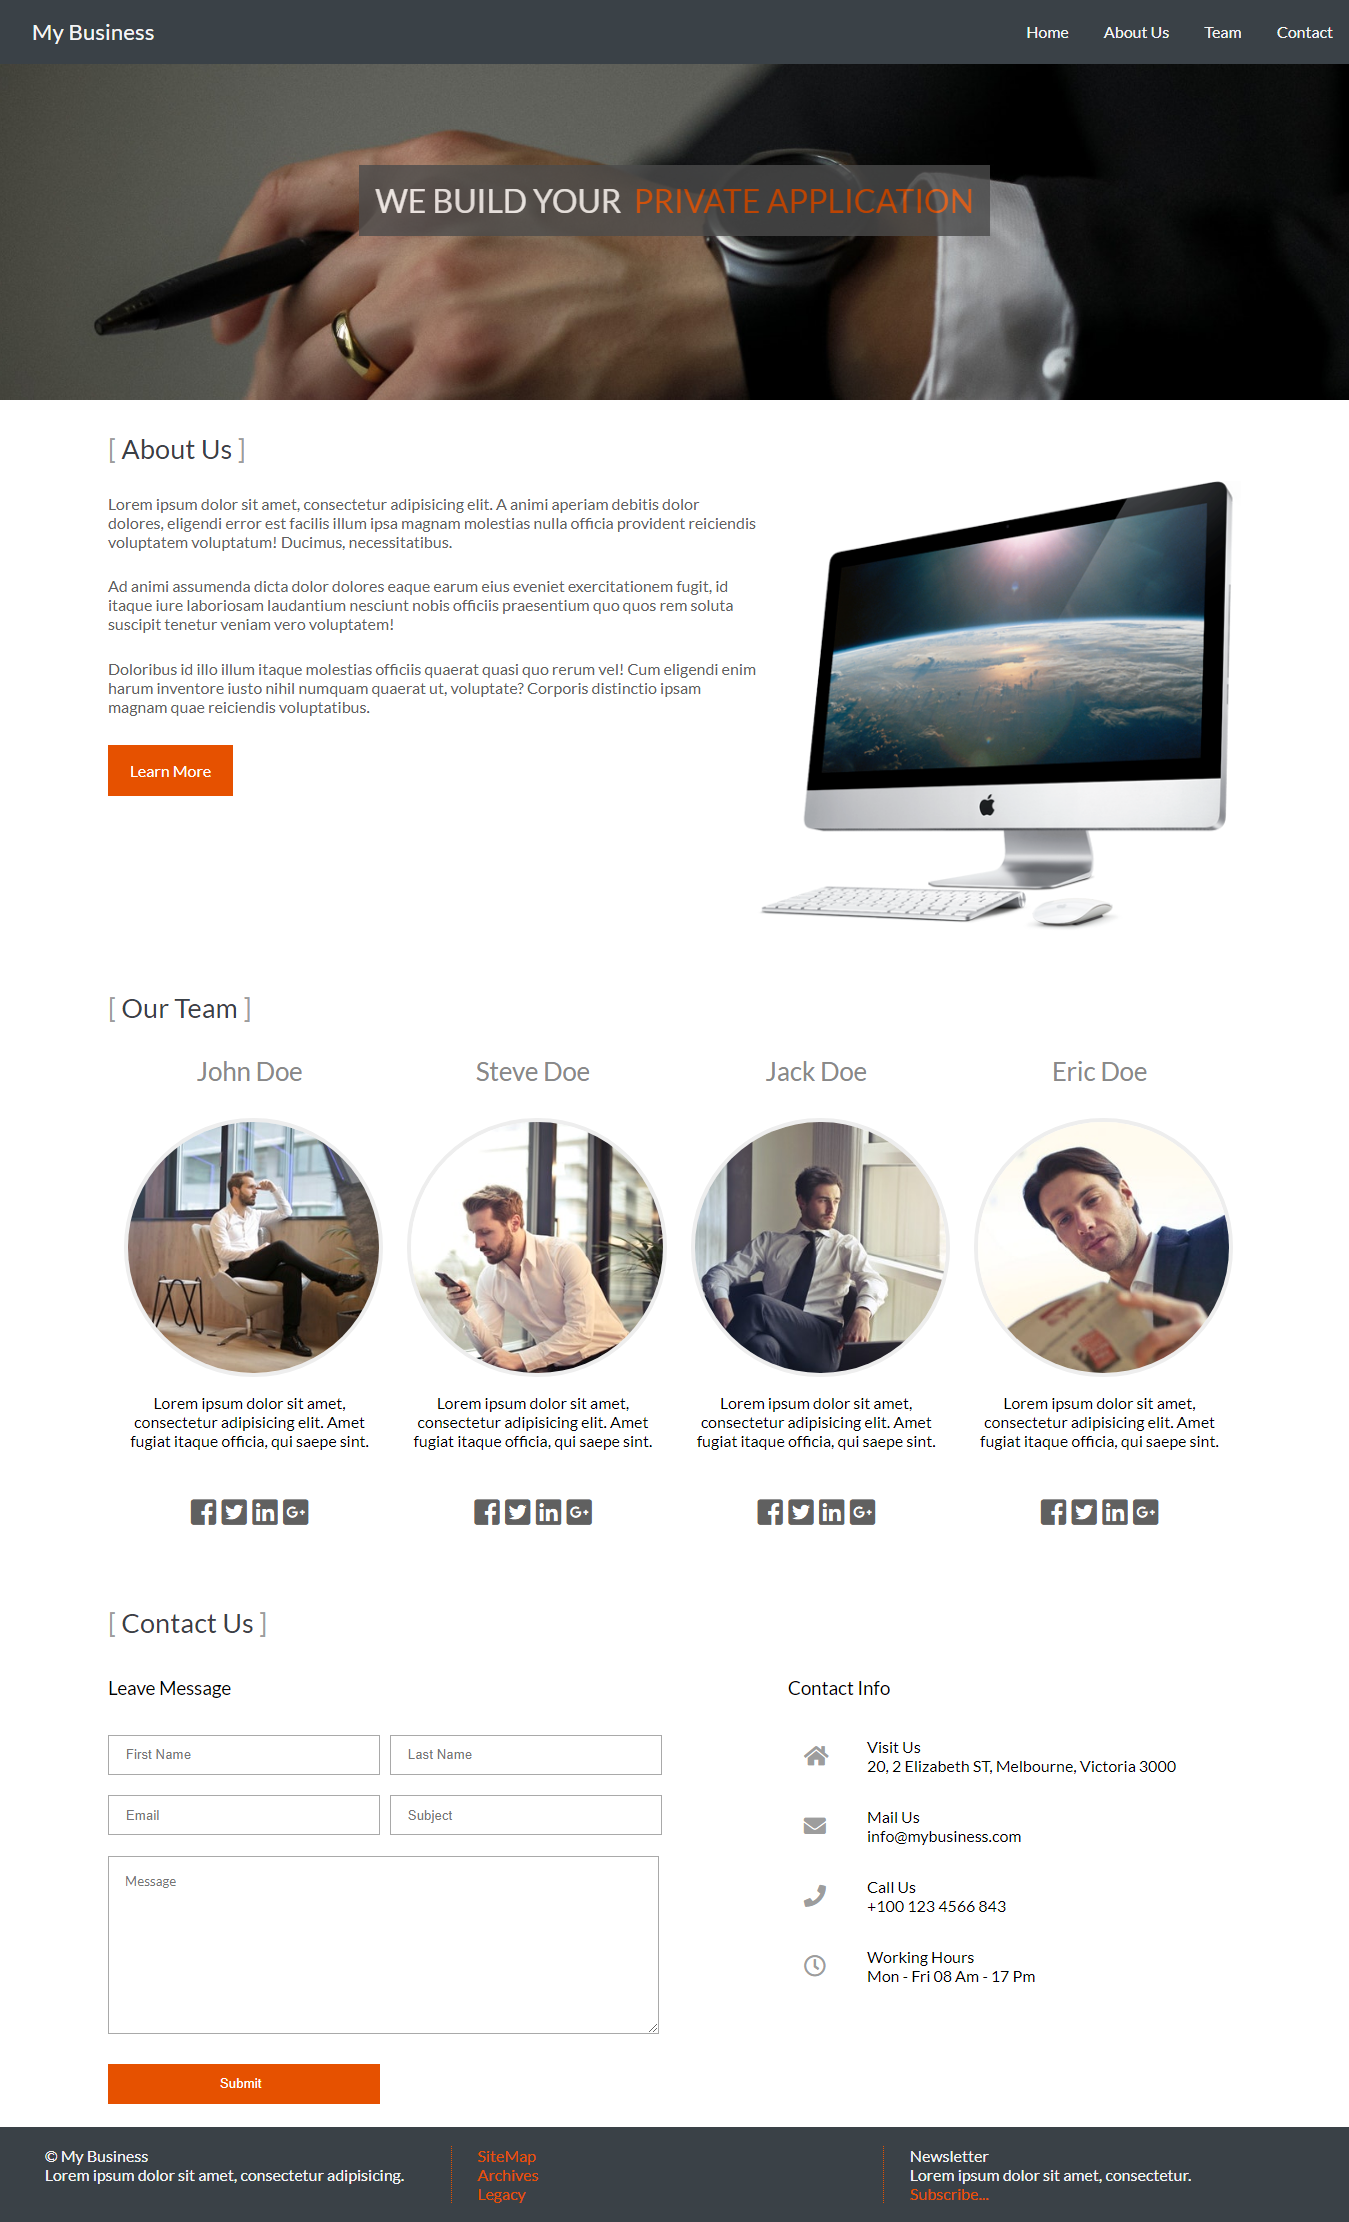 My Business
Home
About Us
Team
Contact
WE BUILD YOUR PRIVATE APPLICATION
[ About Us ]
Lorem ipsum dolor sit amet, consectetur adipisicing elit. A animi aperiam debitis dolor
dolores, eligendi error est facilis illum ipsa magnam molestias nulla officia provident reiciendis
voluptatem voluptatum! Ducimus, necessitatibus.
Ad animi assumenda dicta dolor dolores eaque earum eius eveniet exercitationem fugit, id
itaque iure laboriosam laudantium nesciunt nobis officiis praesentium quo quos rem soluta
suscipit tenetur veniam vero voluptatem!
Doloribus id illo illum itaque molestias officiis quaerat quasi quo rerum vel! Cum eligendi enim
harum inventore iusto nihil numquam quaerat ut, voluptate? Corporis distinctio ipsam
magnam quae reiciendis voluptatibus.
Learn More
[ Our Team ]
John Doe
Lorem ipsum dolor sit amet,
consectetur adipisicing elit. Amet
fugiat itaque officia, qui saepe sint.
Steve Doe
Lorem ipsum dolor sit amet,
consectetur adipisicing elit. Amet
fugiat itaque officia, qui saepe sint.
Jack Doe
Lorem ipsum dolor sit amet,
consectetur adipisicing elit. Amet
fugiat itaque officia, qui saepe sint.
Eric Doe
Lorem ipsum dolor sit amet,
consectetur adipisicing elit. Amet
fugiat itaque officia, qui saepe sint.
[ Contact Us ]
Leave Message
First Name
Last Name
Email
Subject
Message
Submit
Contact Info
Visit Us
20, 2 Elizabeth ST, Melbourne, Victoria 3000
Mail Us
info@mybusiness.com
Call Us
+100 123 4566 843
Working Hours
Mon - Fri 08 Am - 17 Pm
© My Business
Lorem ipsum dolor sit amet, consectetur adipisicing.
SiteMap
Archives
Legacy
Newsletter
Lorem ipsum dolor sit amet, consectetur.
Subscribe...